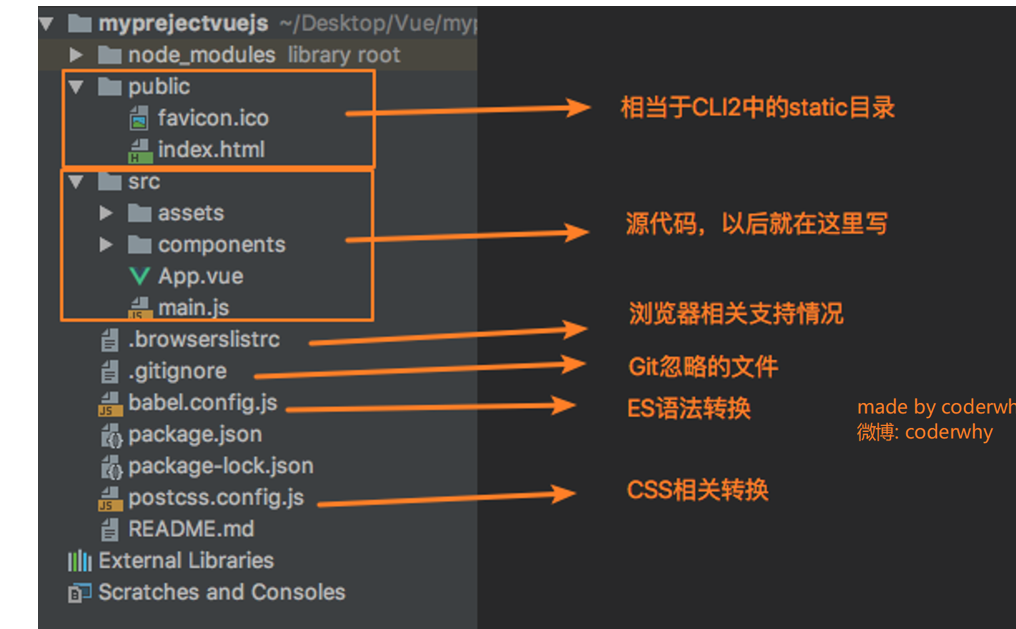 myprejectvuejs ~/Desktop/Vue/myp
node_modules library root
public
favicon.ico
相当于CLI2中的static目录
index.html
src
assets
源代码，以后就在这里写
components
App.vue
main.js
浏览器相关支持情况
.browserslistrc
.gitignore
Git忽略的文件
babel.config.js
ES语法转换
made by coderwh
微博: coderwhy
package.json
package-lock.json
postcss.config.js
CSS相关转换
README.md
External Libraries
Scratches and Consoles